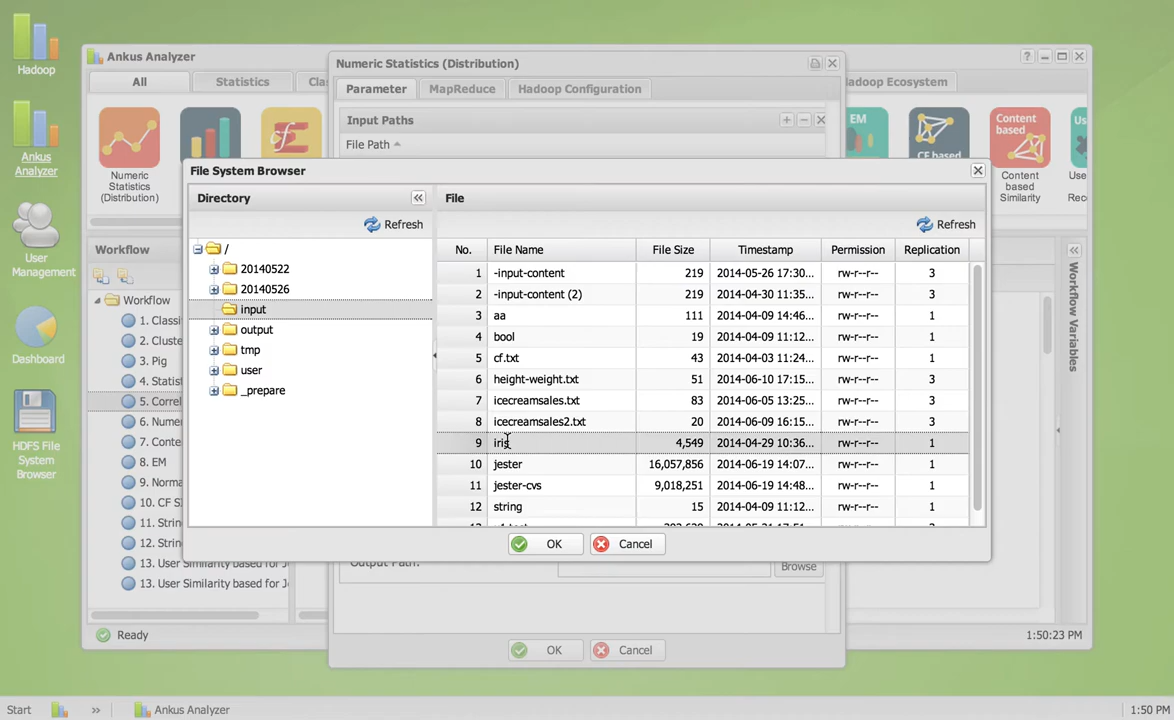 Hadoop
Ankus Analyzer
User Management
Dashboard
HDFS File System Browser
Ankus Analyzer
All
Statistics
Hadoop Ecosystem
Numeric Statistics (Distribution)
EM
CF based
Content based
Content based Similarity
Workflow
Workflow
1. Classi
2. Cluste
3. Pig
4. Statist
5. Correl
6. Nume
7. Conte
8. EM
9. Norma
10. CF S
11. Strin
12. Strin
13. User Similarity based for J
13. User Similarity based for J
Ready
1:50:23 PM
Workflow Variables
Numeric Statistics (Distribution)
Parameter
MapReduce
Hadoop Configuration
Input Paths
File Path
Output Path:
Browse
OK
Cancel
File System Browser
Directory
Refresh
/
20140522
20140526
input
output
tmp
user
_prepare
File
Refresh
No. File Name File Size Timestamp Permission Replication
1 -input-content 219 2014-05-26 17:30... rw-r--r-- 3
2 -input-content (2) 219 2014-04-30 11:35... rw-r--r-- 3
3 aa 111 2014-04-09 14:46... rw-r--r-- 1
4 bool 19 2014-04-09 11:12... rw-r--r-- 1
5 cf.txt 43 2014-04-03 11:24... rw-r--r-- 1
6 height-weight.txt 51 2014-06-10 17:15... rw-r--r-- 3
7 icecreamsales.txt 83 2014-06-05 13:25... rw-r--r-- 3
8 icecreamsales2.txt 20 2014-06-09 16:15... rw-r--r-- 3
9 iris 4,549 2014-04-29 10:36... rw-r--r-- 1
10 jester 16,057,856 2014-06-19 14:07... rw-r--r-- 1
11 jester-cvs 9,018,251 2014-06-19 14:48... rw-r--r-- 1
12 string 15 2014-04-09 11:12... rw-r--r-- 1
OK
Cancel
Start
»
Ankus Analyzer
1:50 PM